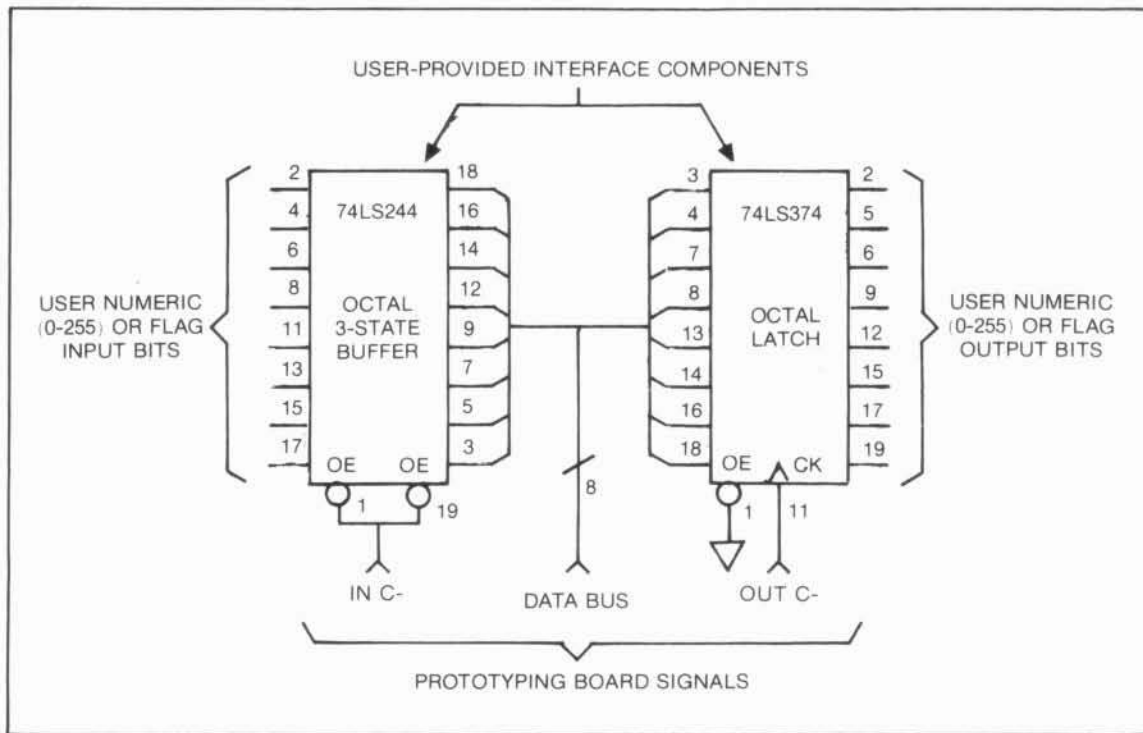 USER-PROVIDED INTERFACE COMPONENTS
2 18 3 2
74LS244 74LS374
4 16 4 5
6 14 7 6
8 12 8 9
USER NUMERIC
(0-255) OR FLAG
INPUT BITS
OCTAL
3-STATE
BUFFER
OCTAL
LATCH
USER NUMERIC
(0-255) OR FLAG
OUTPUT BITS
11 9 13 12
13 7 14 15
15 5 16 17
17 3 18 19
OE OE OE CK
1 19 8 1 11
IN C- DATA BUS OUT C-
PROTOTYPING BOARD SIGNALS